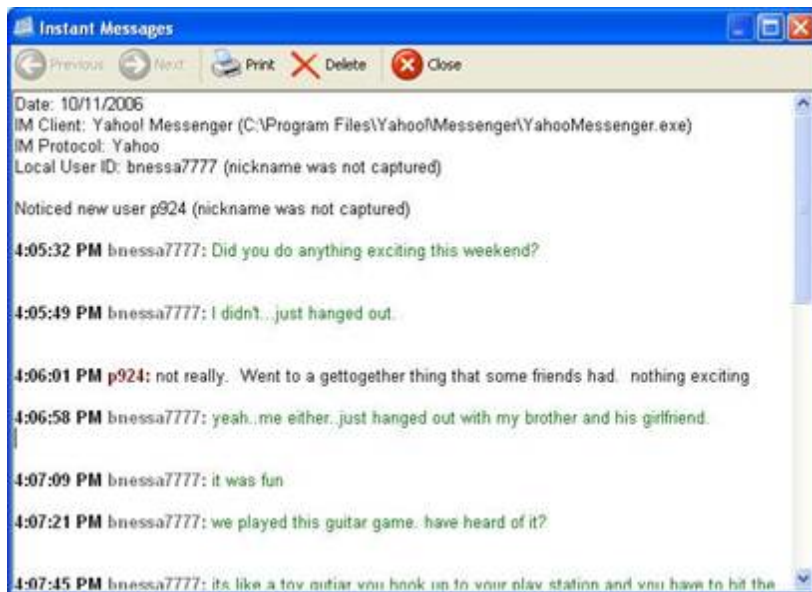 Instant Messages
Previous Next Print Delete Close
Date: 10/11/2006
IM Client: Yahoo! Messenger (C:\Program Files\Yahoo!\Messenger\YahooMessenger.exe)
IM Protocol: Yahoo
Local User ID: bnessa7777 (nickname was not captured)
Noticed new user p924 (nickname was not captured)
4:05:32 PM bnessa7777: Did you do anything exciting this weekend?
4:05:49 PM bnessa7777: I didn't...just hanged out.
4:06:01 PM p924: not really. Went to a gettogether thing that some friends had. nothing exciting
4:06:58 PM bnessa7777: yeah..me either..just hanged out with my brother and his girlfriend.
4:07:09 PM bnessa7777: it was fun
4:07:21 PM bnessa7777: we played this guitar game. have heard of it?
4:07:45 PM bnessa7777: its like a toy gutiar you hook up to your play station and you have to hit the